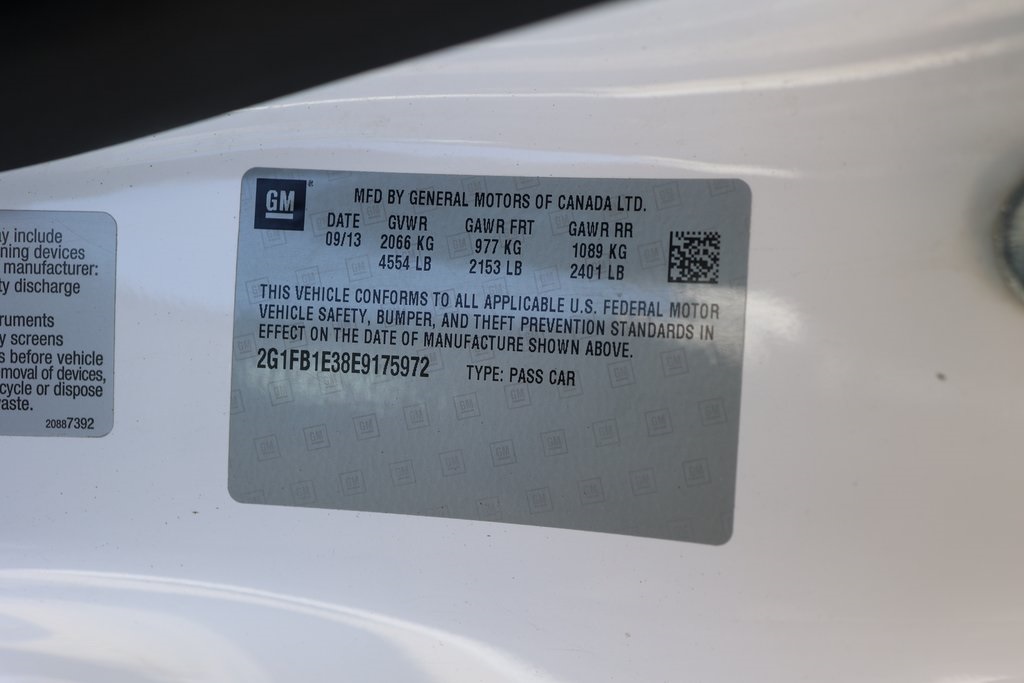 ay include
ning devices
manufacturer:
ty discharge
ruments
y screens
s before vehicle
moval of devices,
cycle or dispose
aste.
20887392
GM
MFD BY GENERAL MOTORS OF CANADA LTD.
DATE GVWR GAWR FRT GAWR RR
09/13 2066 KG 977 KG 1089 KG
4554 LB 2153 LB 2401 LB
THIS VEHICLE CONFORMS TO ALL APPLICABLE U.S. FEDERAL MOTOR
VEHICLE SAFETY, BUMPER, AND THEFT PREVENTION STANDARDS IN
EFFECT ON THE DATE OF MANUFACTURE SHOWN ABOVE.
2G1FB1E38E9175972 TYPE: PASS CAR